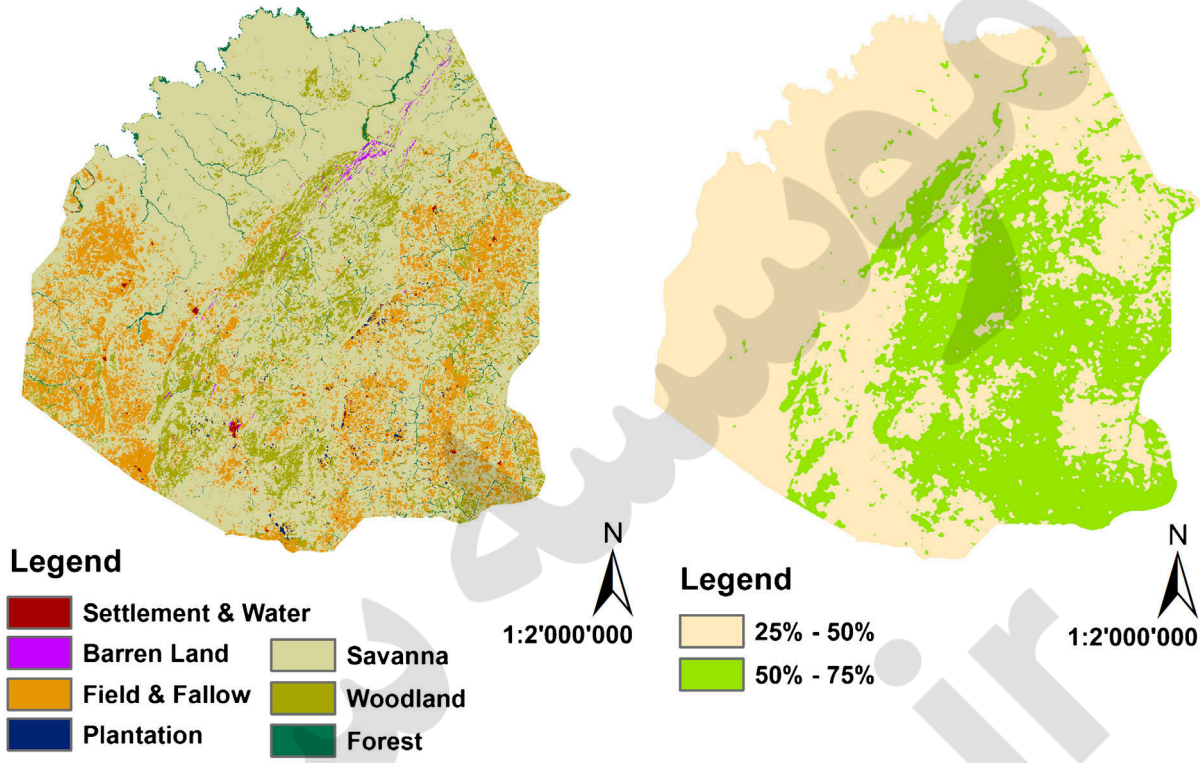 N
1:2'000'000
Legend
Settlement & Water
Barren Land
Field & Fallow
Plantation
Savanna
Woodland
Forest
N
1:2'000'000
Legend
25% - 50%
50% - 75%
ir